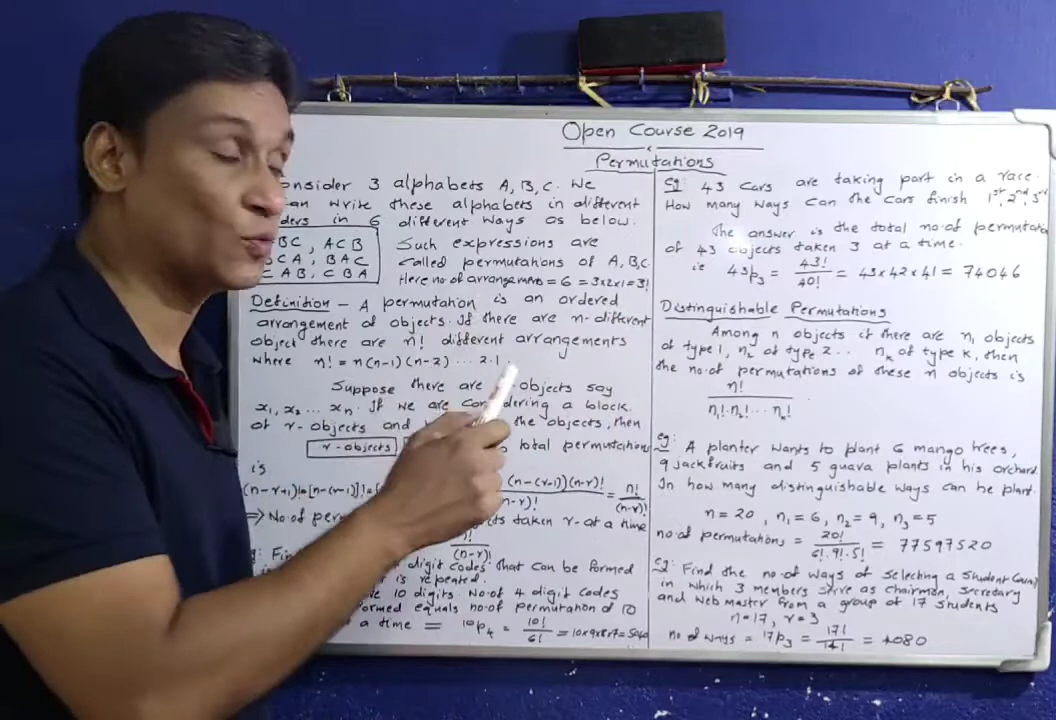 Open Course 2019
Permutations
onsider 3 alphabets A, B, C. We
an write these alphabets in different
ders in 6 different ways as below.
BC, ACB
CA, BAC
CAB, CBA
Such expressions are
called permutations of A, B, C.
Here no. of arrangements = 6 = 3x2x1 = 3!
Definition - A permutation is an ordered
arrangement of objects. If there are n-different
object there are n! different arrangements
where n! = n(n-1)(n-2) ... 2.1.
Suppose there are objects say
x1, x2 ... xn. If we are considering a block
of r-objects and the objects, then
r-objects total permutations
is
(n-r+1)! = [n-(r-1)]! (n-(r-1))(n-r)! = n!/(n-r)!
⇒ No. of per cts taken r-at a time
n!/(n-r)!
g: Fin digit codes that can be formed
is repeated.
ve 10 digits. No. of 4 digit codes
formed equals no. of permutation of 10
a time = 10P4 = 10!/6! = 10x9x8x7 = 5040
Eg: 43 cars are taking part in a race.
How many ways can the cars finish 1st, 2nd, 3rd
The answer is the total no. of permutat
of 43 objects taken 3 at a time.
ie 43P3 = 43!/40! = 43x42x41 = 74046
Distinguishable Permutations
Among n objects if there are n1 objects
of type 1, n2 of type 2 ... nk of type k, then
the no. of permutations of these n objects is
n!/(n1!.n2!...nk!)
eg: A planter wants to plant 6 mango trees,
9 jackfruits and 5 guava plants in his orchard.
In how many distinguishable ways can be plant.
n = 20, n1 = 6, n2 = 9, n3 = 5
no. of permutations = 20!/(6!.9!.5!) = 77597520
Eg: Find the no. of ways of selecting a student Council
in which 3 members serve as chairman, secretary
and Web master from a group of 17 students
n = 17, r = 3
no. of ways = 17P3 = 17!/14! = 4080